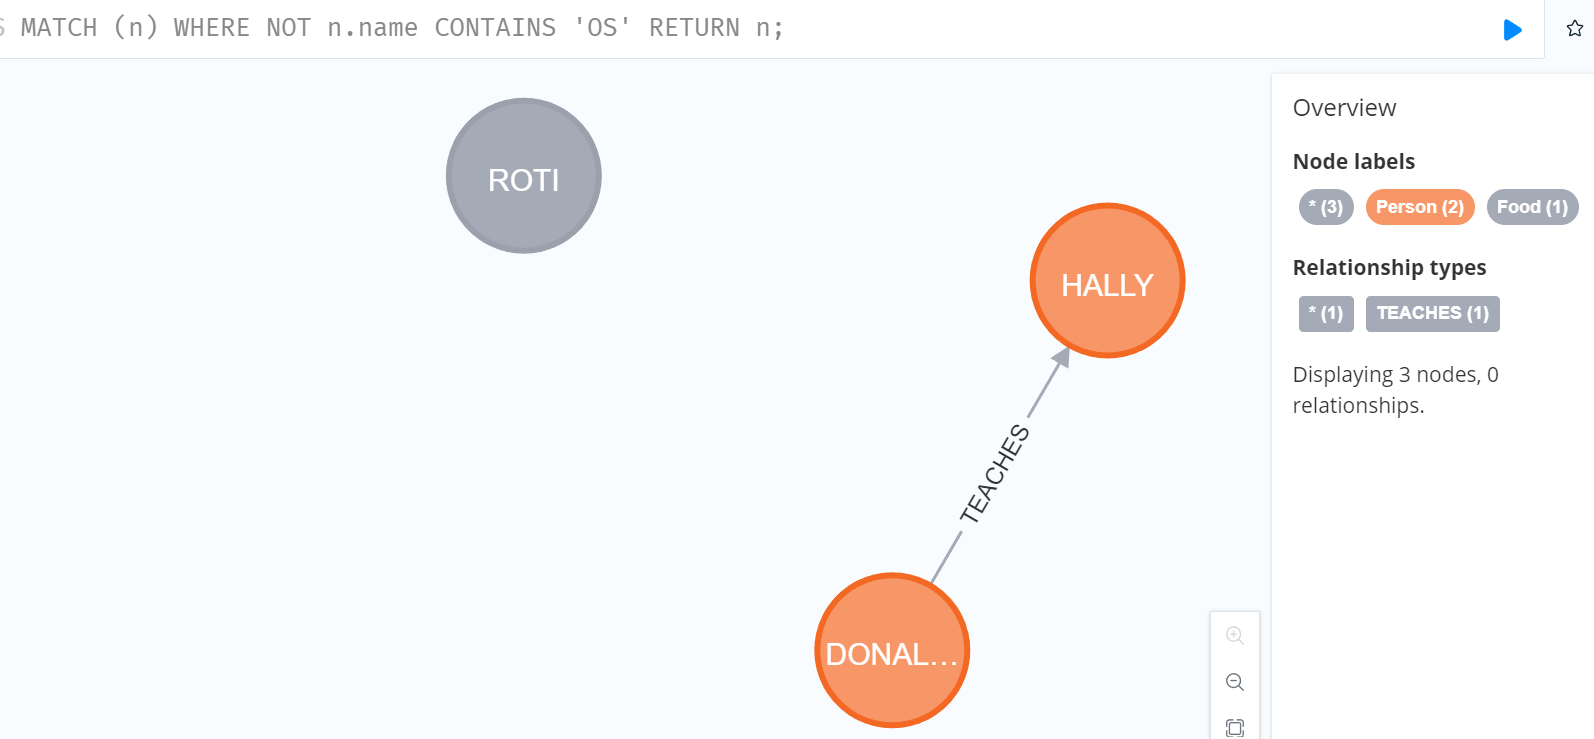 MATCH (n) WHERE NOT n.name CONTAINS 'OS' RETURN n;
ROTI
HALLY
TEACHES
DONAL...
Overview
Node labels
* (3) Person (2) Food (1)
Relationship types
* (1) TEACHES (1)
Displaying 3 nodes, 0
relationships.